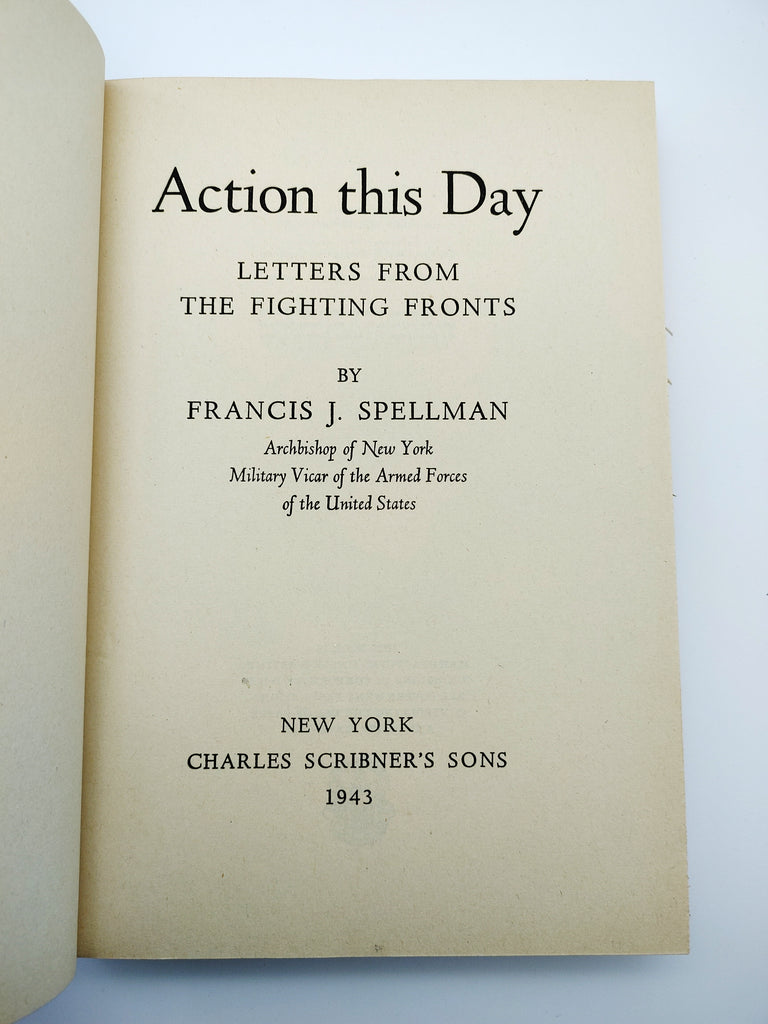 Action this Day
LETTERS FROM
THE FIGHTING FRONTS
BY
FRANCIS J. SPELLMAN
Archbishop of New York
Military Vicar of the Armed Forces
of the United States
NEW YORK
CHARLES SCRIBNER'S SONS
1943